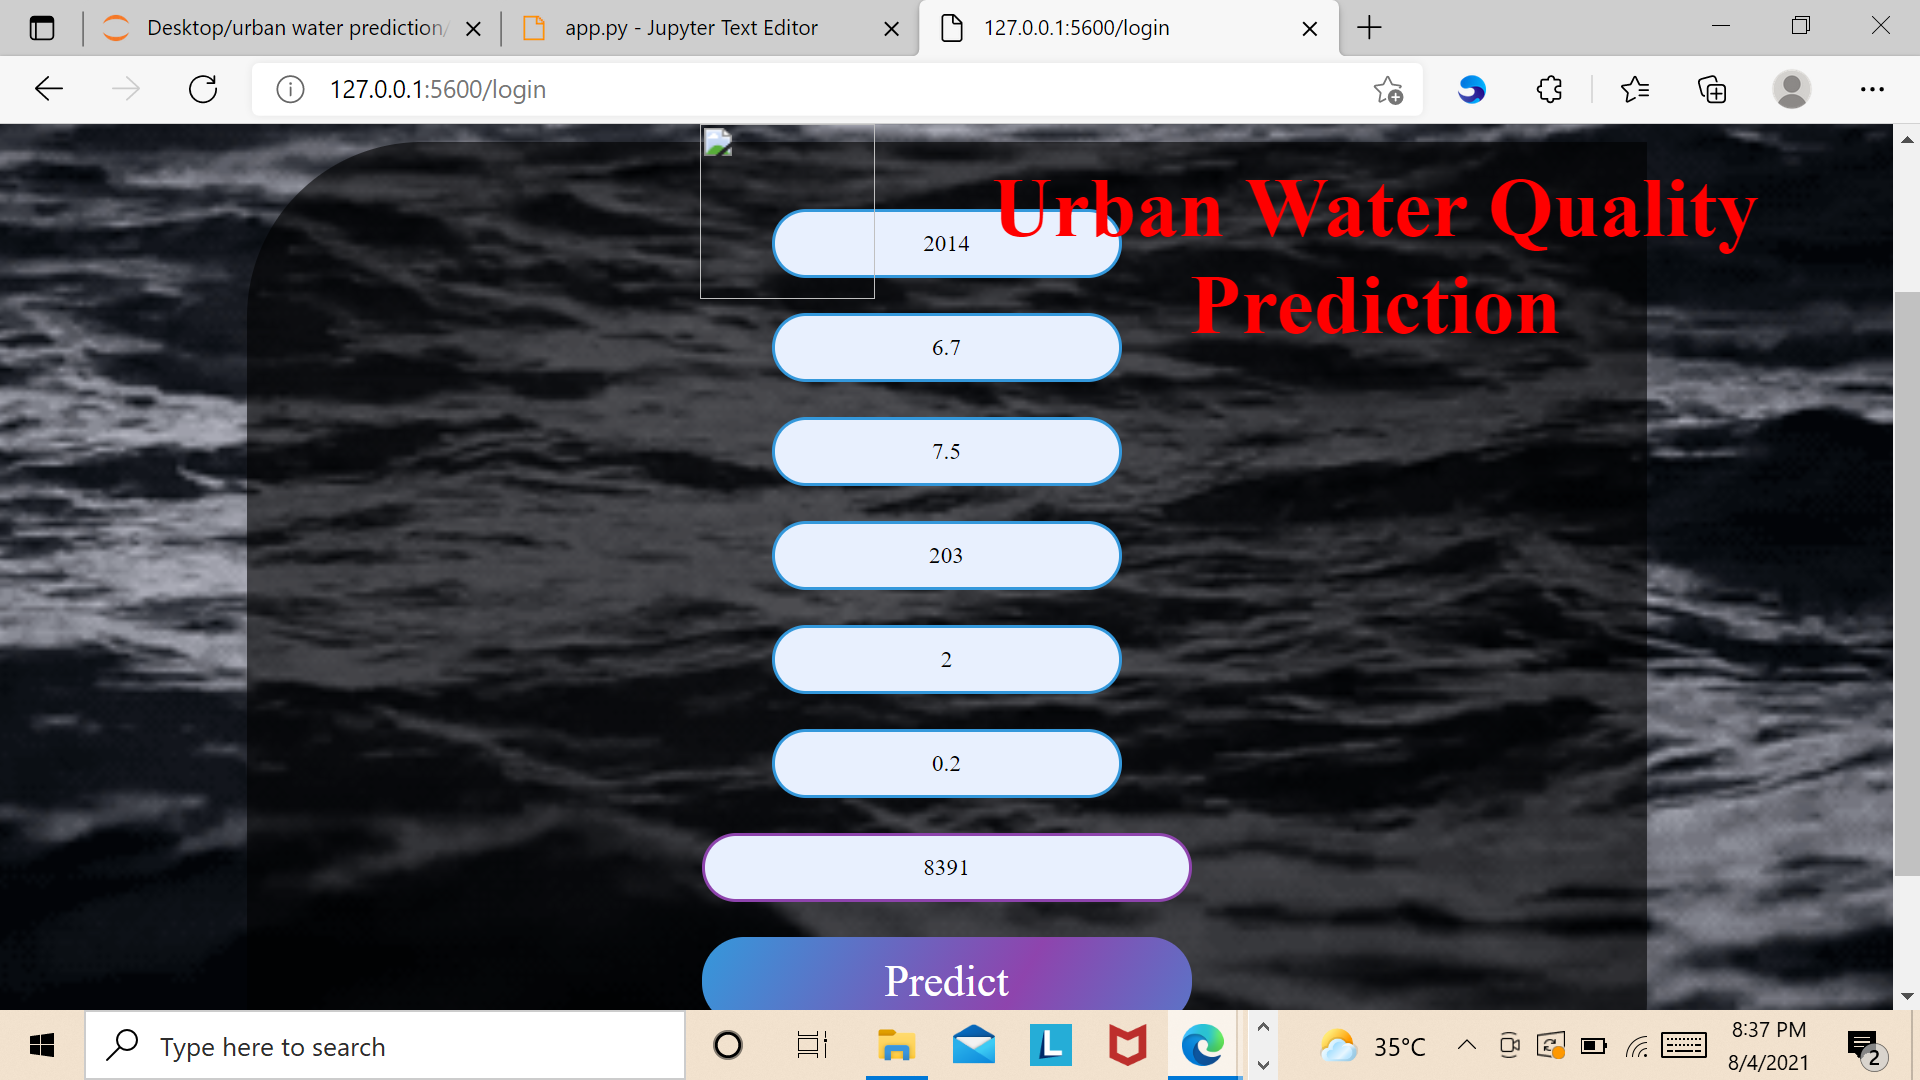 Desktop/urban water prediction/
app.py - Jupyter Text Editor
127.0.0.1:5600/login
127.0.0.1:5600/login
Urban Water Quality
Prediction
2014
6.7
7.5
203
2
0.2
8391
Predict
Type here to search
L
35°C
8:37 PM
8/4/2021
2